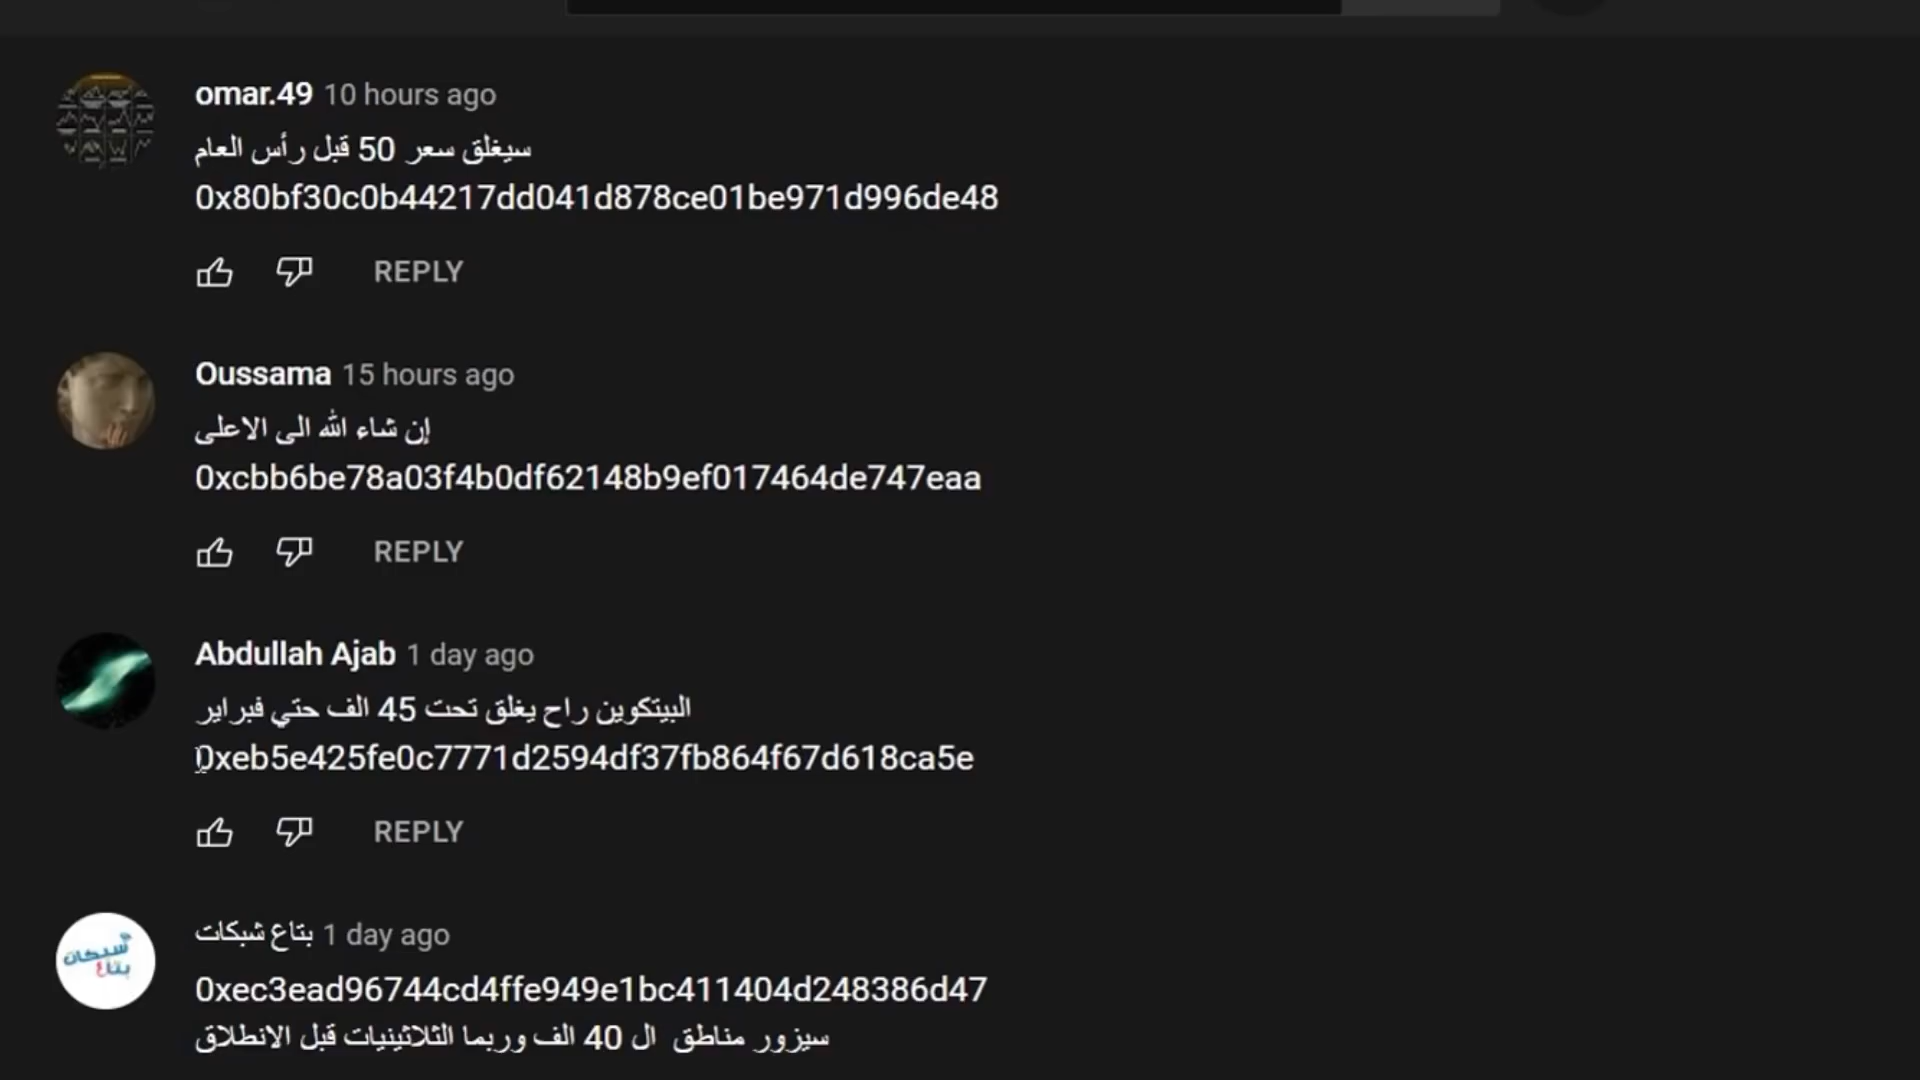 omar.49 10 hours ago
سيغلق سعر 50 قبل رأس العام
0x80bf30c0b44217dd041d878ce01be971d996de48
REPLY
Oussama 15 hours ago
إن شاء الله الى الاعلى
0xcbb6be78a03f4b0df62148b9ef017464de747eaa
REPLY
Abdullah Ajab 1 day ago
البيتكوين راح يغلق تحت 45 الف حتي فبراير
0xeb5e425fe0c7771d2594df37fb864f67d618ca5e
REPLY
بتاع شبكات 1 day ago
شبكات
بتاع
0xec3ead96744cd4ffe949e1bc411404d248386d47
سيزور مناطق ال 40 الف وربما الثلاثينيات قبل الانطلاق